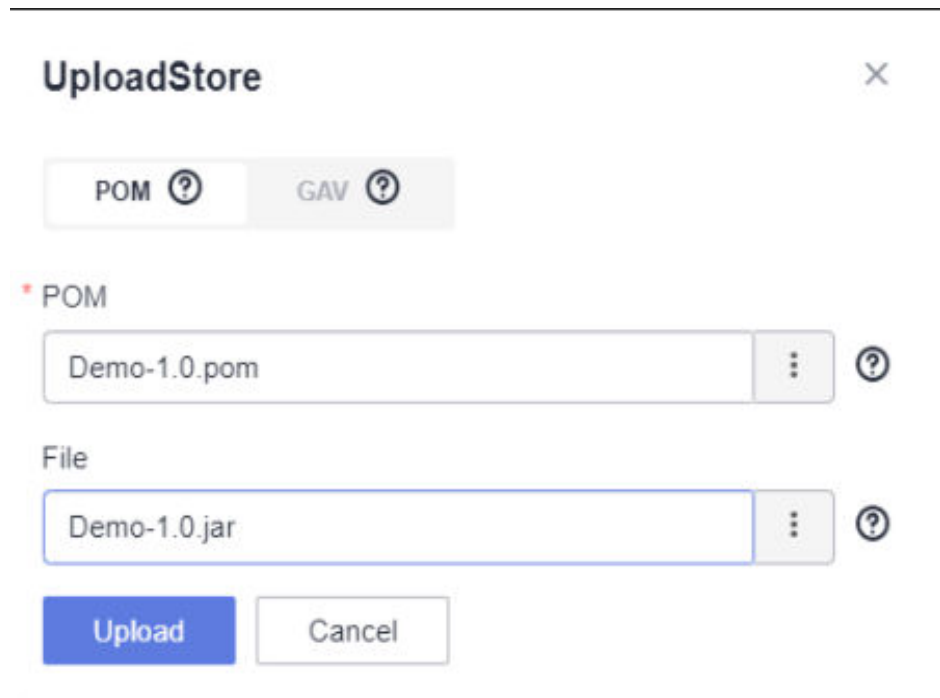 UploadStore
POM GAV
* POM
Demo-1.0.pom
File
Demo-1.0.jar
Upload Cancel